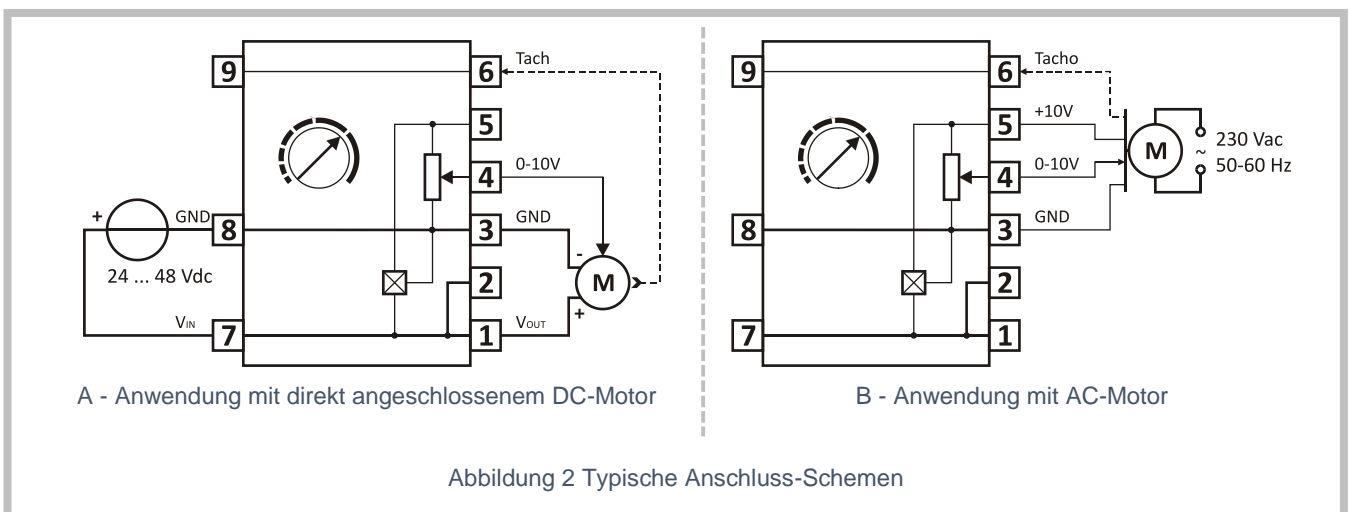 9
6
Tach
5
4
0-10V
+
GND
8
3
GND
24 ... 48 Vdc
-
M
2
+
VIN
7
1
VOUT
A - Anwendung mit direkt angeschlossenem DC-Motor
9
6
Tacho
5
+10V
M
230 Vac
~
50-60 Hz
4
0-10V
8
3
GND
2
7
1
B - Anwendung mit AC-Motor
Abbildung 2 Typische Anschluss-Schemen